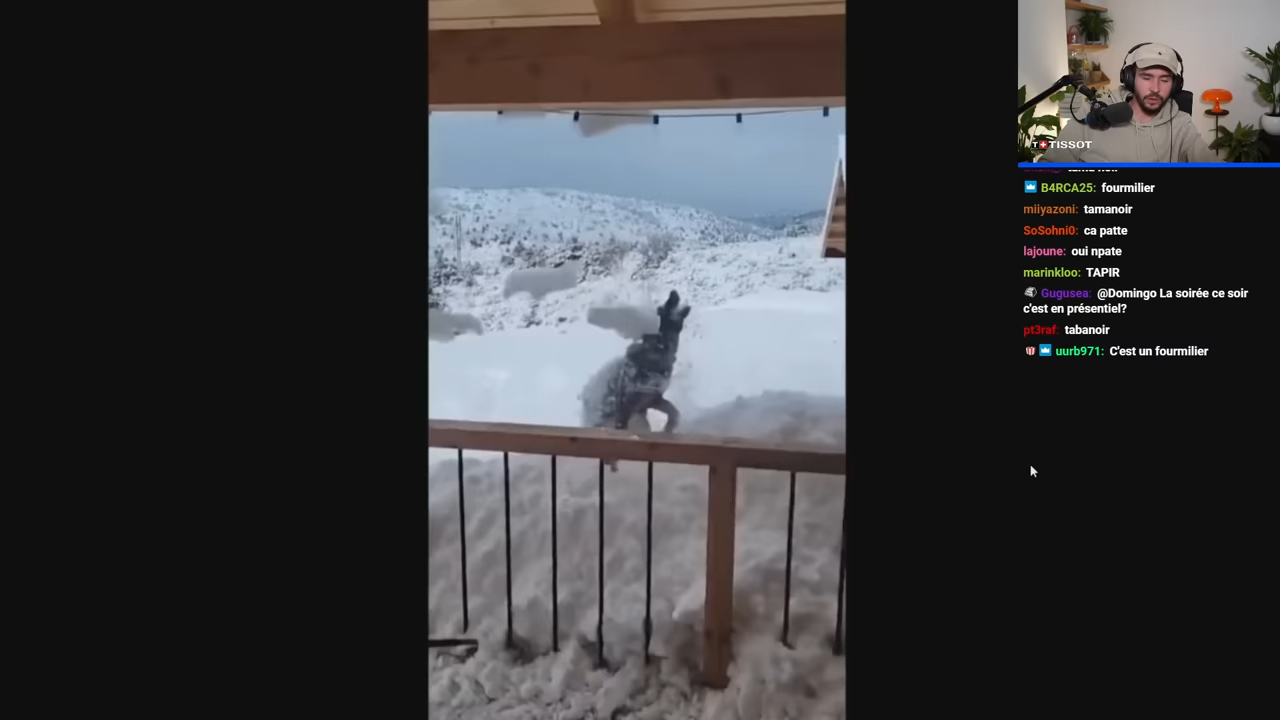 T+TISSOT
B4RCA25: fourmilier
miiyazoni: tamanoir
SoSohni0: ca patte
lajoune: oui npate
marinkloo: TAPIR
Gugusea: @Domingo La soirée ce soir
c'est en présentiel?
pt3raf: tabanoir
uurb971: C'est un fourmilier